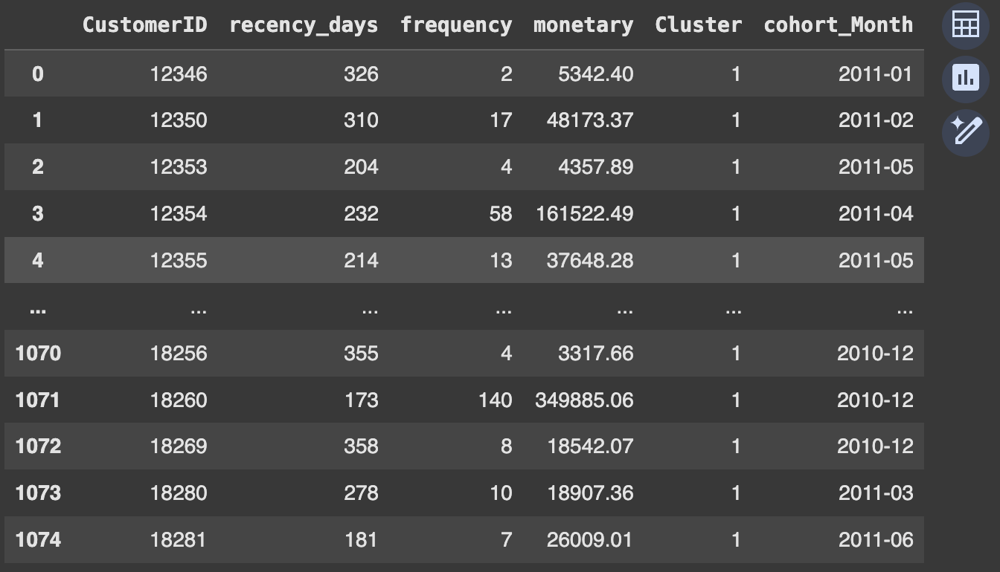 CustomerID recency_days frequency monetary Cluster cohort_Month
0 12346 326 2 5342.40 1 2011-01
1 12350 310 17 48173.37 1 2011-02
2 12353 204 4 4357.89 1 2011-05
3 12354 232 58 161522.49 1 2011-04
4 12355 214 13 37648.28 1 2011-05
... ... ... ... ... ... ...
1070 18256 355 4 3317.66 1 2010-12
1071 18260 173 140 349885.06 1 2010-12
1072 18269 358 8 18542.07 1 2010-12
1073 18280 278 10 18907.36 1 2011-03
1074 18281 181 7 26009.01 1 2011-06